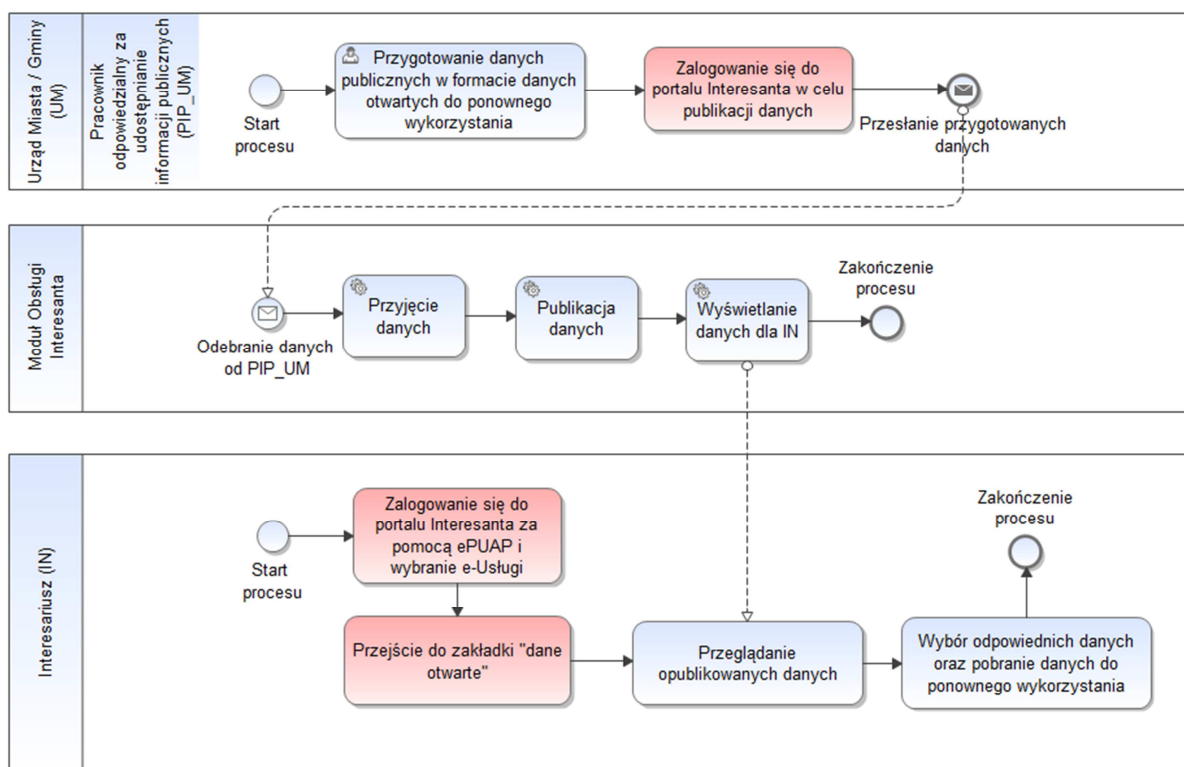 Urząd Miasta / Gminy
(UM)
Pracownik
odpowiedzialny za
udostępnianie
informacji publicznych
(PIP_UM)
Start
procesu
Przygotowanie danych
publicznych w formacie danych
otwartych do ponownego
wykorzystania
Zalogowanie się do
portalu Interesanta w celu
publikacji danych
Przesłanie przygotowanych
danych
Moduł Obsługi
Interesanta
Odebranie danych
od PIP_UM
Przyjęcie
danych
Publikacja
danych
Wyświetlanie
danych dla IN
Zakończenie
procesu
Interesariusz (IN)
Start
procesu
Zalogowanie się do
portalu Interesanta za
pomocą ePUAP i
wybranie e-Usługi
Przejście do zakładki "dane
otwarte"
Przeglądanie
opublikowanych danych
Wybór odpowiednich danych
oraz pobranie danych do
ponownego wykorzystania
Zakończenie
procesu